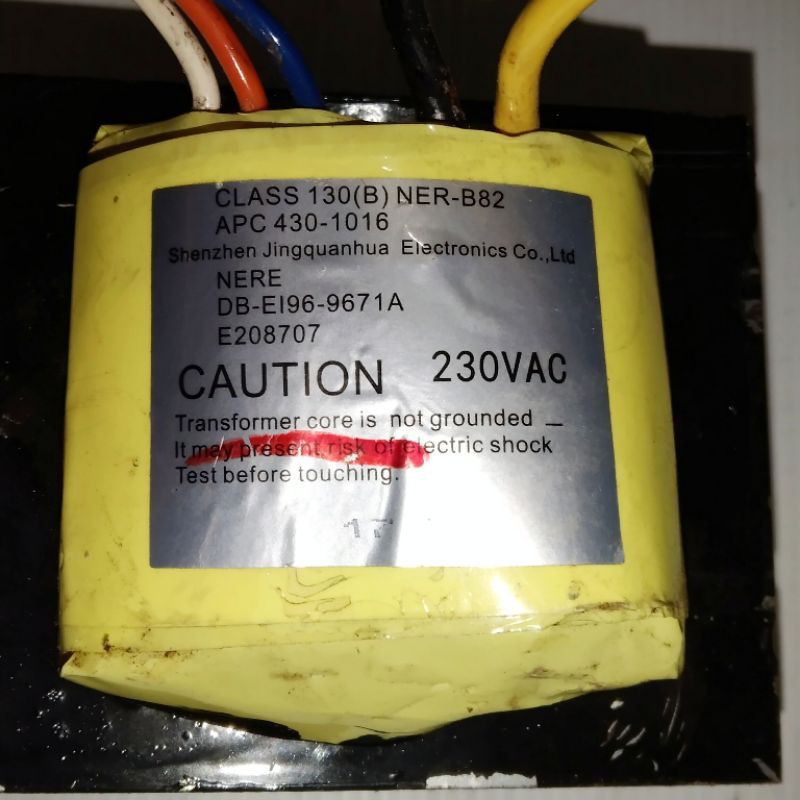 CLASS 130(B) NER-B82
APC 430-1016
Shenzhen Jingquanhua Electronics Co.,Ltd
NERE
DB-EI96-9671A
E208707
CAUTION 230VAC
Transformer core is not grounded
It may present risk of electric shock
Test before touching.
17